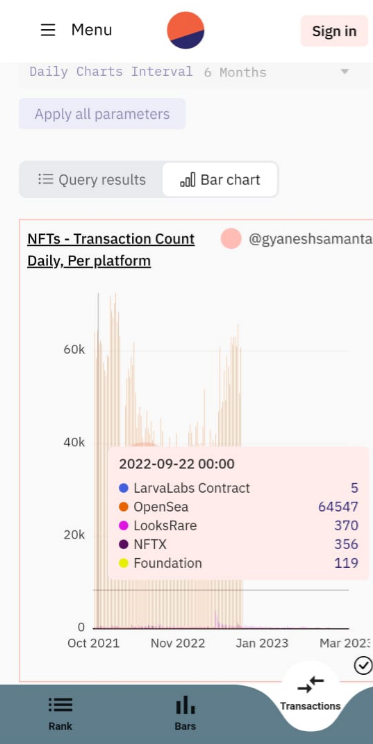 Menu
Sign in
Daily Charts Interval 6 Months
Apply all parameters
Query results
Bar chart
NFTs - Transaction Count
Daily, Per platform
@gyaneshsamanta
60k
40k
20k
0
2022-09-22 00:00
LarvaLabs Contract 5
OpenSea 64547
LooksRare 370
NFTX 356
Foundation 119
Oct 2021 Nov 2022 Jan 2023 Mar 2023
Rank
Bars
Transactions